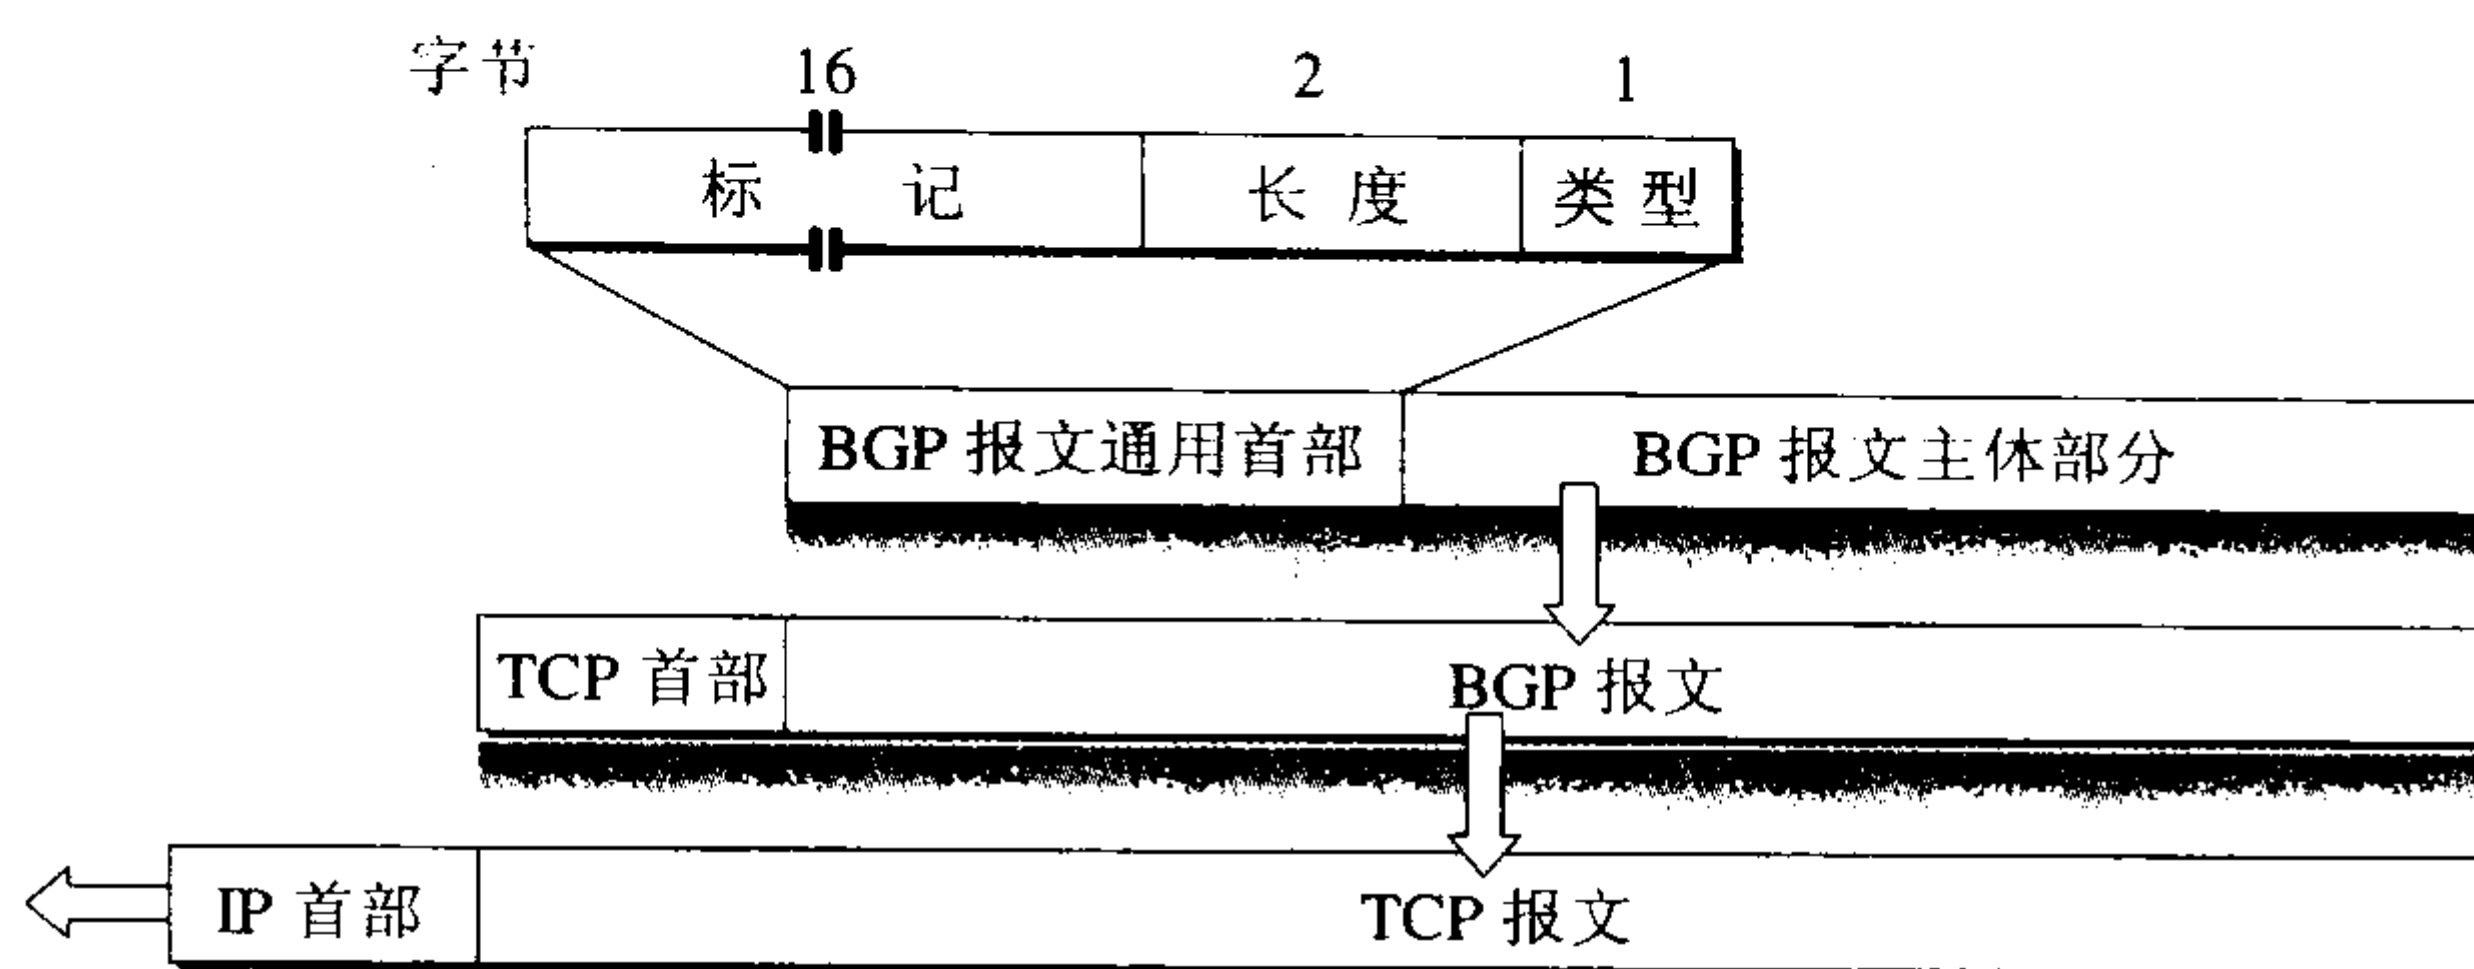 字节 16 2 1
标 记 长 度 类 型
BGP 报文通用首部 BGP 报文主体部分
TCP 首部 BGP 报文
IP 首部 TCP 报文